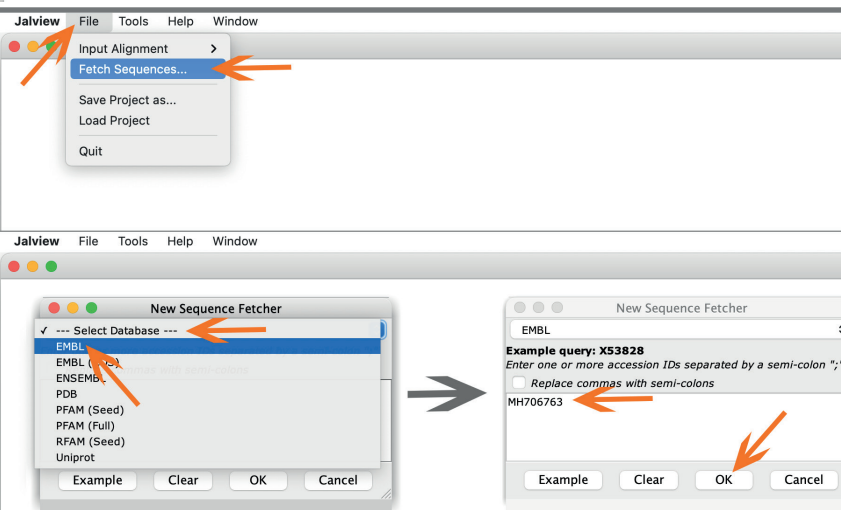 Jalview File Tools Help Window
Input Alignment >
Fetch Sequences...
Save Project as...
Load Project
Quit
Jalview File Tools Help Window
New Sequence Fetcher
✓ --- Select Database ---
EMBL
EMBL
ENSEMBL
PDB
PFAM (Seed)
PFAM (Full)
RFAM (Seed)
Uniprot
Example Clear OK Cancel
New Sequence Fetcher
EMBL
Example query: X53828
Enter one or more accession IDs separated by a semi-colon ";"
Replace commas with semi-colons
MH706763
Example Clear OK Cancel